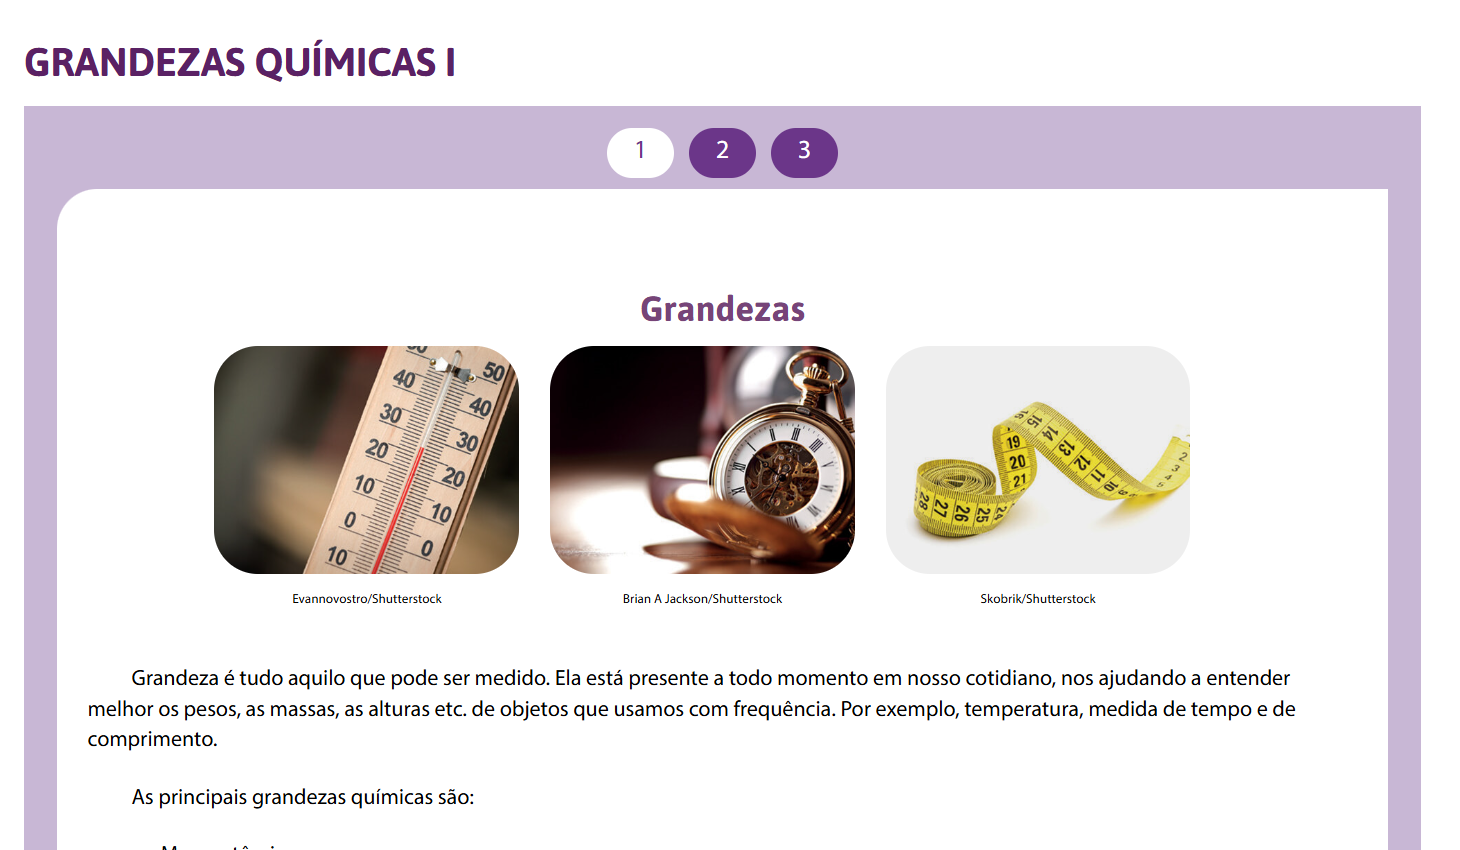 GRANDEZAS QUÍMICAS I
1 2 3
Grandezas
40 50
30 40
20 30
10 20
0 10
10 0
15 14 13 12 11 10
19
20
21
28 27 26 25 24
Evannovostro/Shutterstock
Brian A Jackson/Shutterstock
Skobrik/Shutterstock
Grandeza é tudo aquilo que pode ser medido. Ela está presente a todo momento em nosso cotidiano, nos ajudando a entender
melhor os pesos, as massas, as alturas etc. de objetos que usamos com frequência. Por exemplo, temperatura, medida de tempo e de
comprimento.
As principais grandezas químicas são: